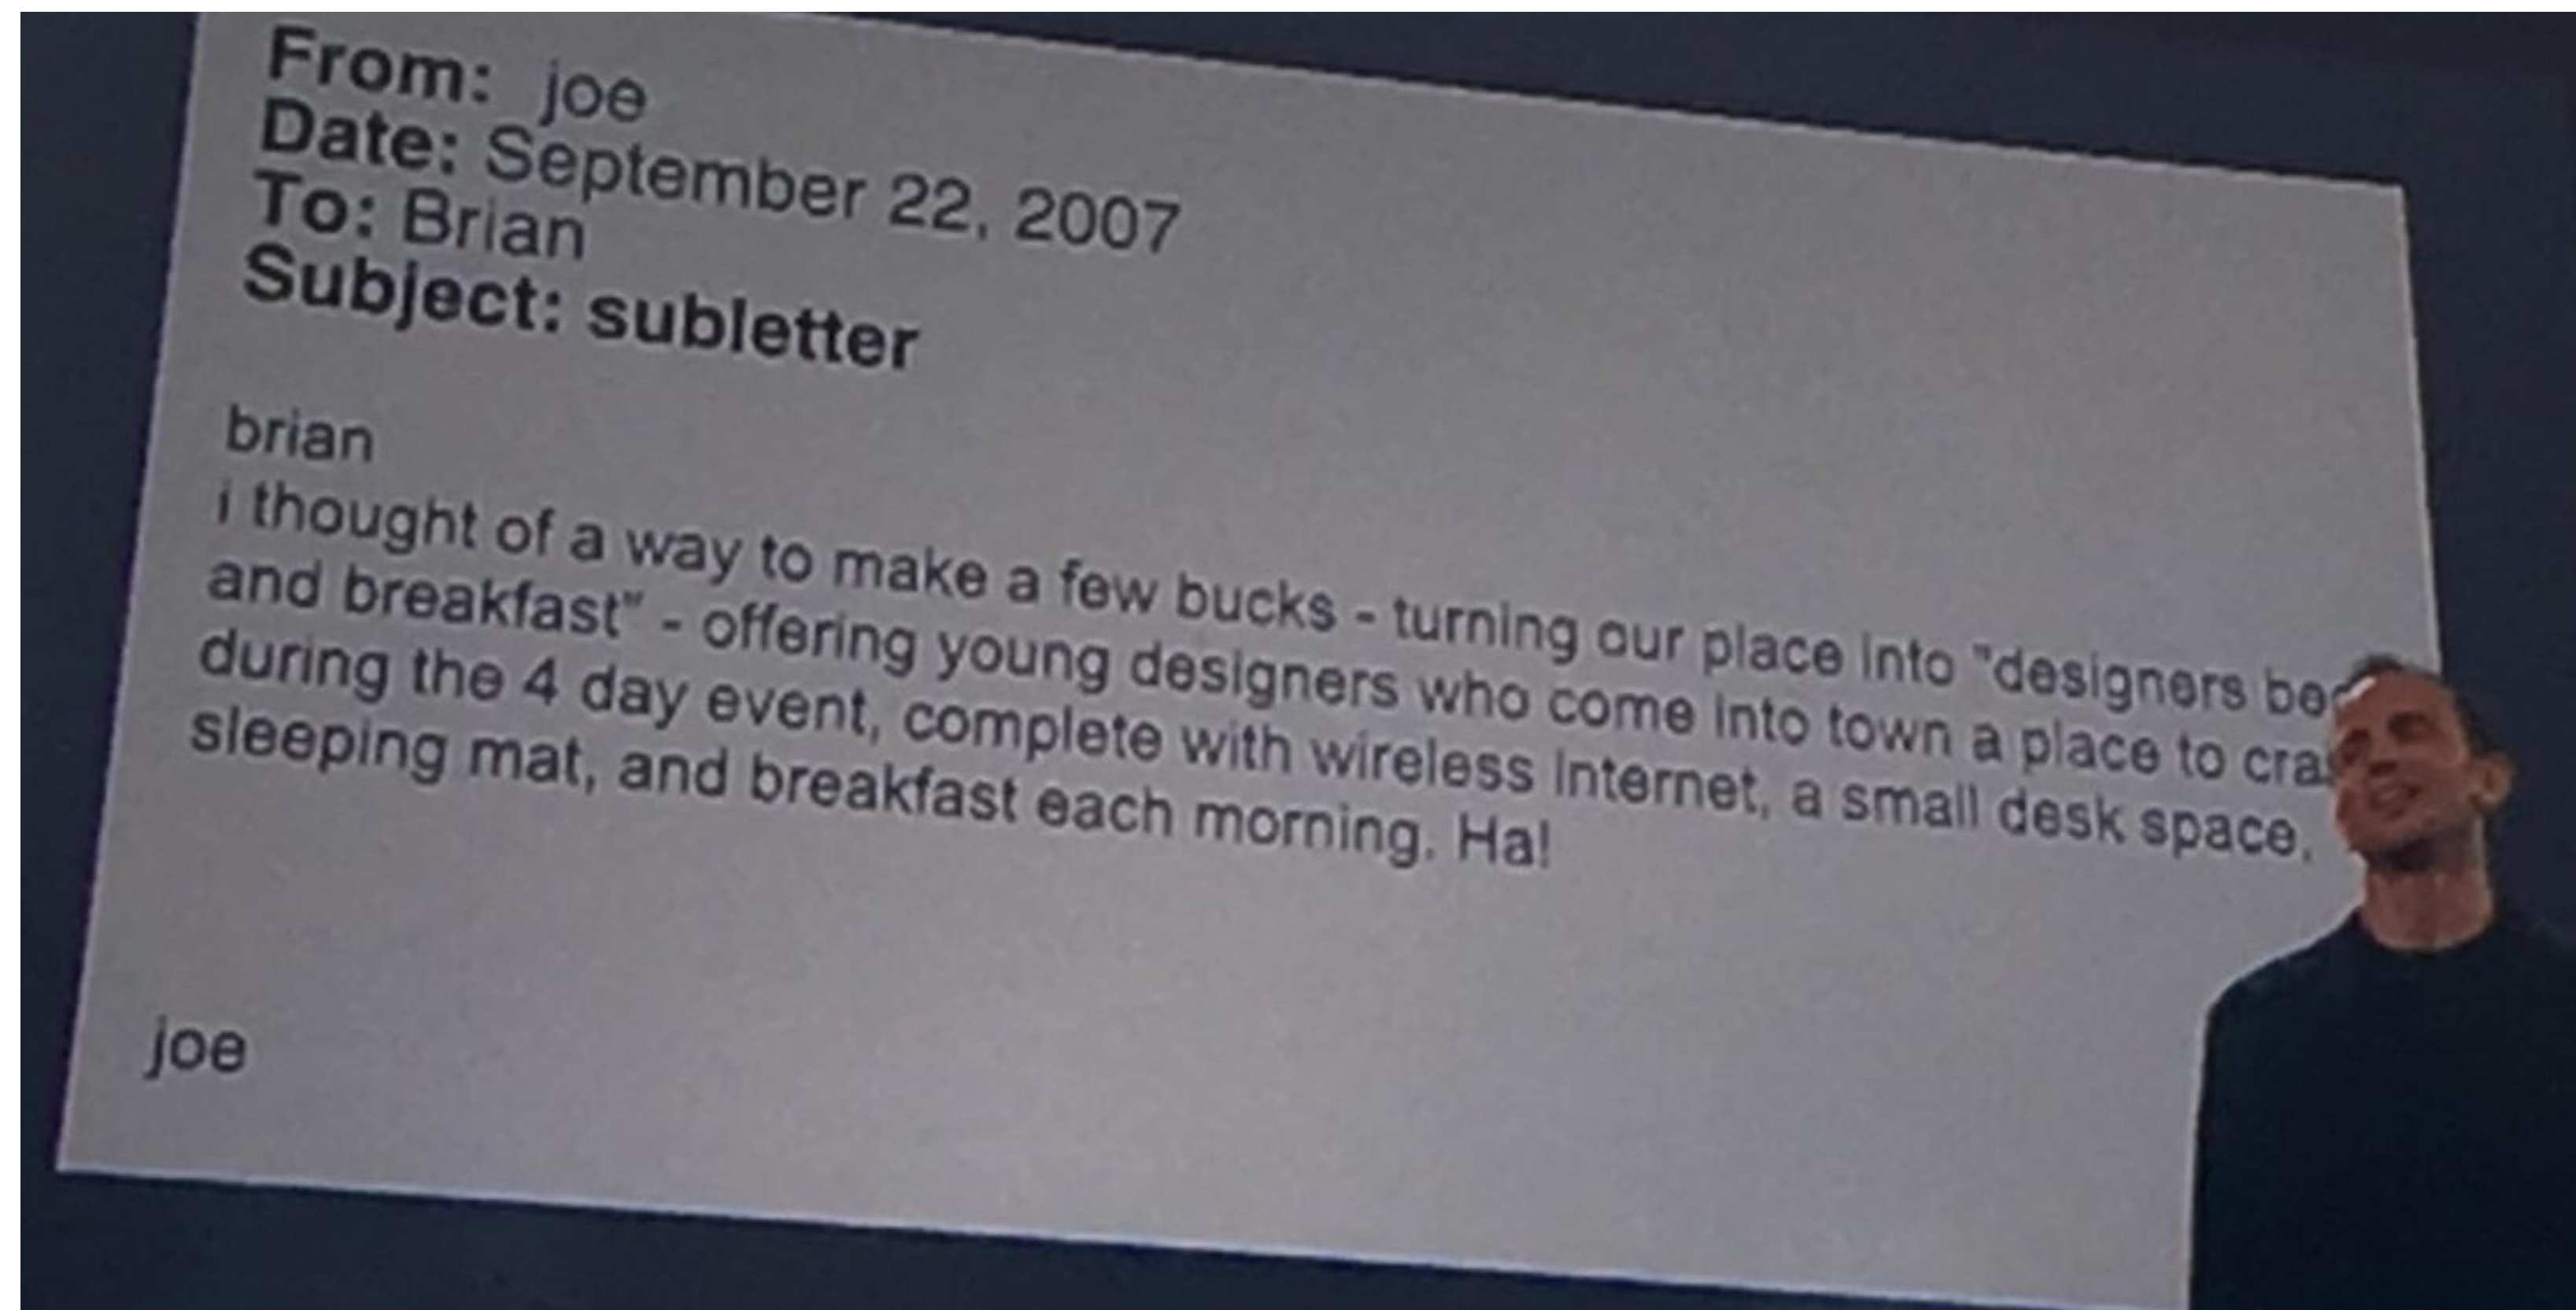 From: joe
Date: September 22, 2007
To: Brian
Subject: subletter
brian
i thought of a way to make a few bucks - turning our place into "designers
and breakfast" - offering young designers who come into town a place to
during the 4 day event, complete with wireless internet, a small desk space,
sleeping mat, and breakfast each morning. Ha!
joe